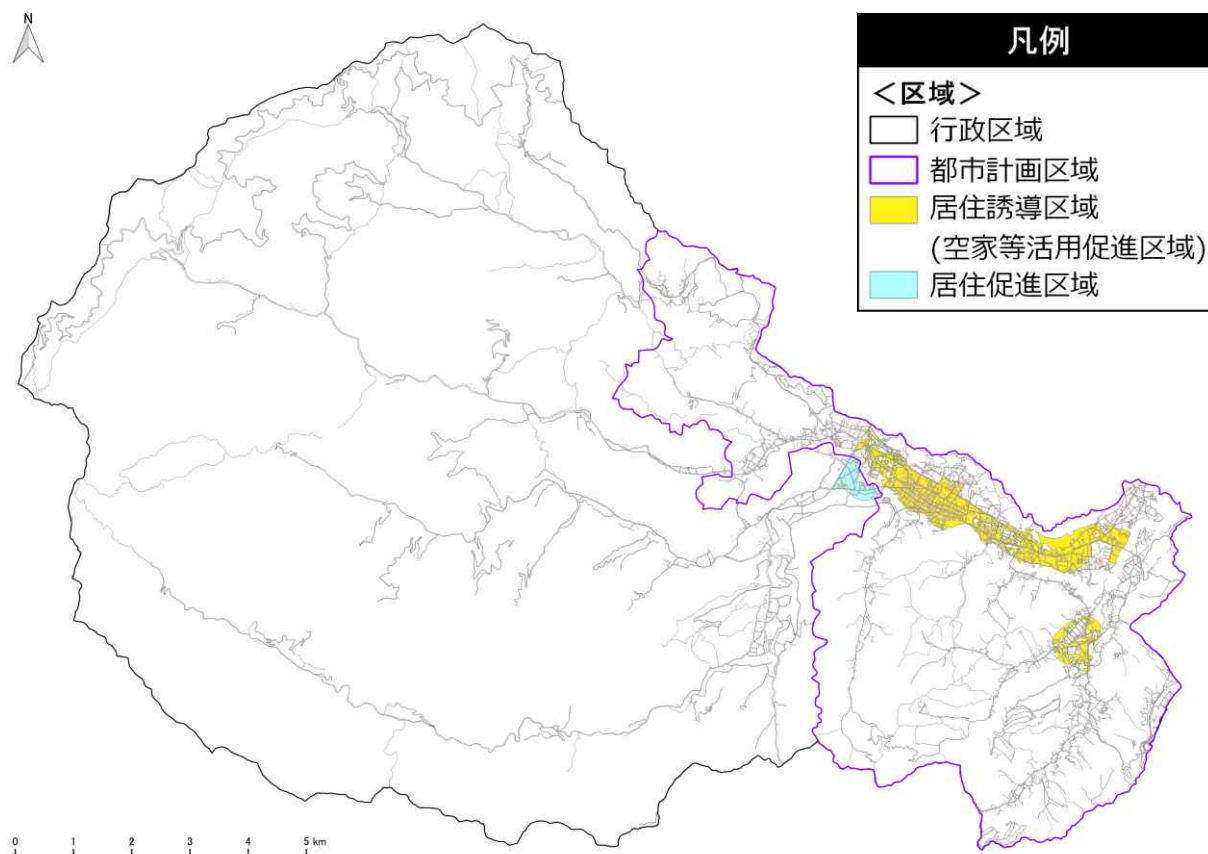 N
凡例
＜区域＞
行政区域
都市計画区域
居住誘導区域
(空家等活用促進区域)
居住促進区域
0 1 2 3 4 5 km